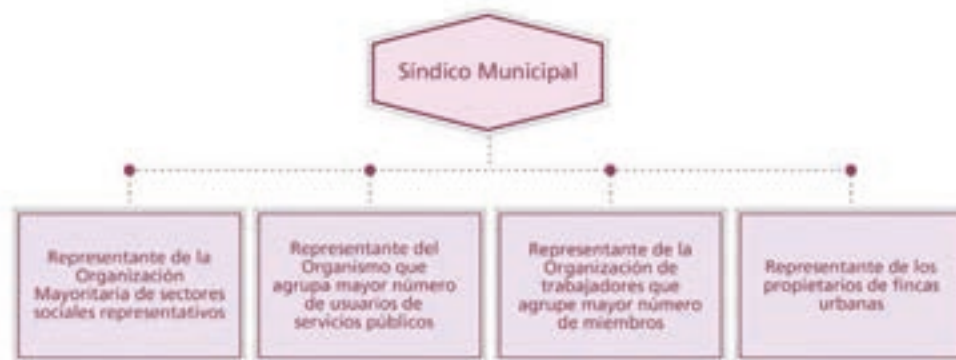 Síndico Municipal
Representante de la
Organización
Mayoritaria de sectores
sociales representativos
Representante del
Organismo que
agrupa mayor número
de usuarios de
servicios públicos
Representante de la
Organización de
trabajadores que
agrupe mayor número
de miembros
Representante de los
propietarios de fincas
urbanas